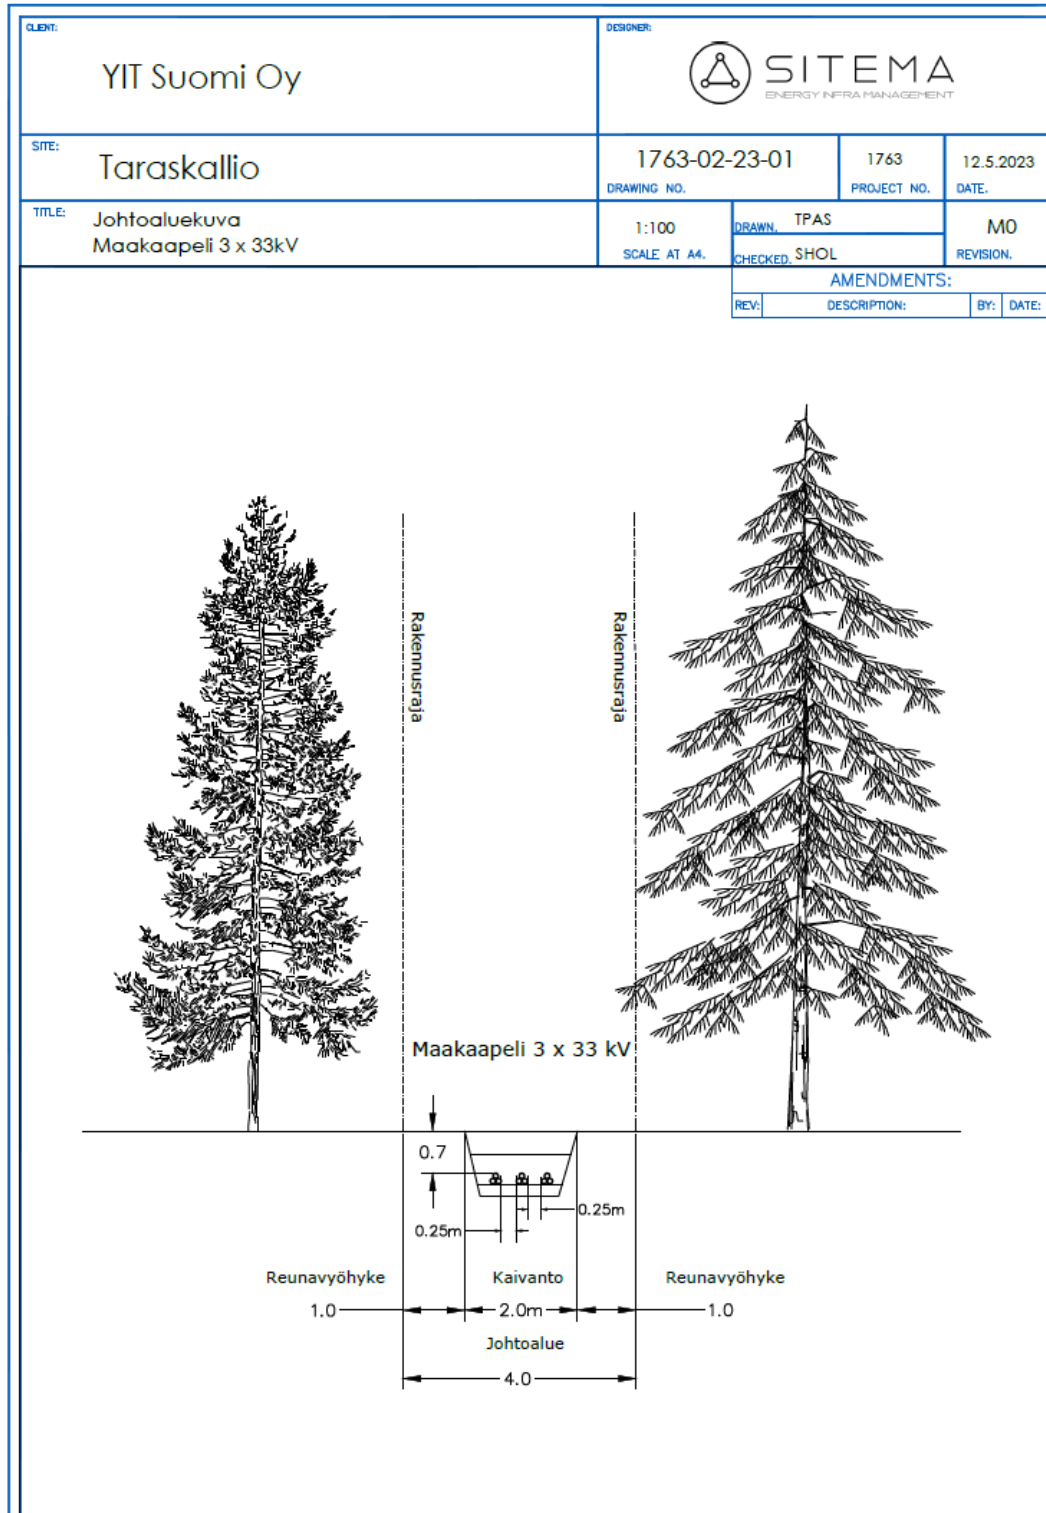 CLIENT:
YIT Suomi Oy
DESIGNER:
SITEMA
ENERGY INFRA MANAGEMENT
SITE:
Taraskallio
1763-02-23-01
DRAWING NO.
1763
PROJECT NO.
12.5.2023
DATE.
TITLE:
Johtoaluekuva
Maakaapeli 3 x 33kV
1:100
SCALE AT A4.
DRAWN. TPAS
CHECKED. SHOL
M0
REVISION.
AMENDMENTS:
REV: DESCRIPTION: BY: DATE:
Rakennusraja
Rakennusraja
Maakaapeli 3 x 33 kV
0.7
0.25m
0.25m
Reunavyöhyke Kaivanto Reunavyöhyke
1.0 2.0m 1.0
Johtoalue
4.0